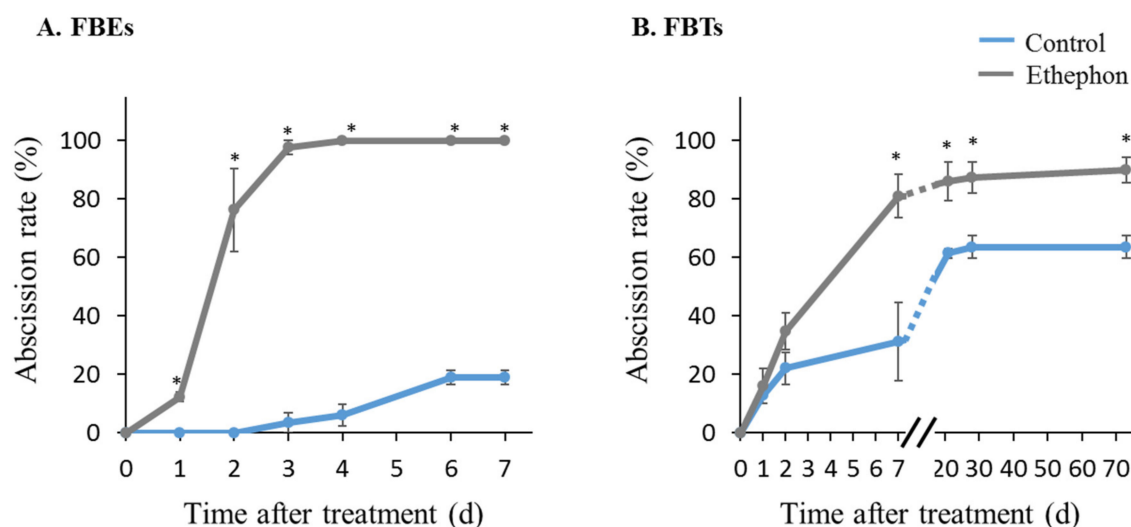 A. FBEs
Abscission rate (%)
100
80
60
40
20
0
* * * * * *
0 1 2 3 4 5 6 7
Time after treatment (d)
B. FBTs
Control
Ethephon
Abscission rate (%)
100
80
60
40
20
0
* * * *
0 1 2 3 4 5 6 7 // 20 30 40 50 60 70
Time after treatment (d)